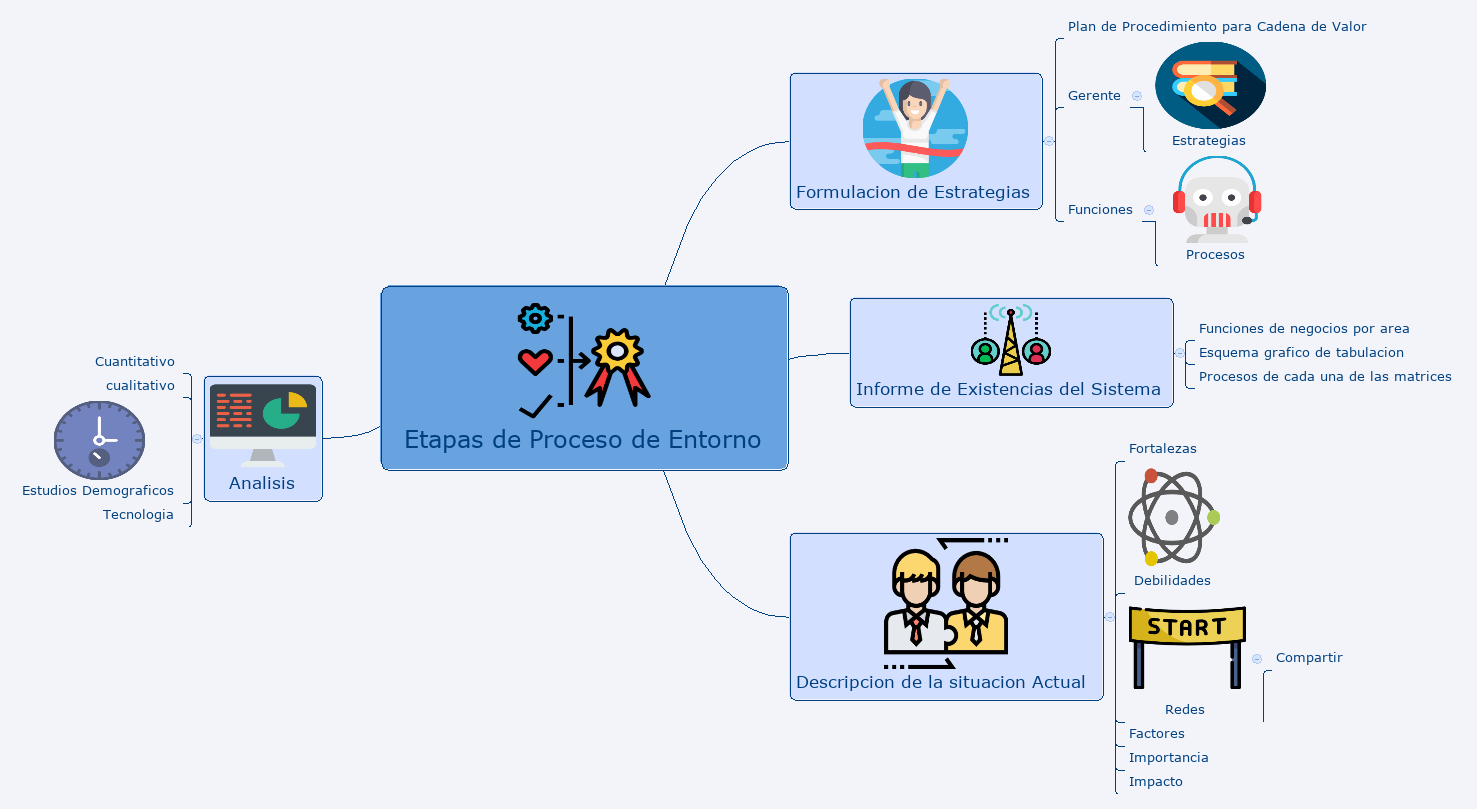 Etapas de Proceso de Entorno
Formulacion de Estrategias
Plan de Procedimiento para Cadena de Valor
Gerente
Estrategias
Funciones
Procesos
Informe de Existencias del Sistema
Funciones de negocios por area
Esquema grafico de tabulacion
Procesos de cada una de las matrices
Descripcion de la situacion Actual
Fortalezas
Debilidades
START
Redes
Compartir
Factores
Importancia
Impacto
Analisis
Cuantitativo
cualitativo
Estudios Demograficos
Tecnologia